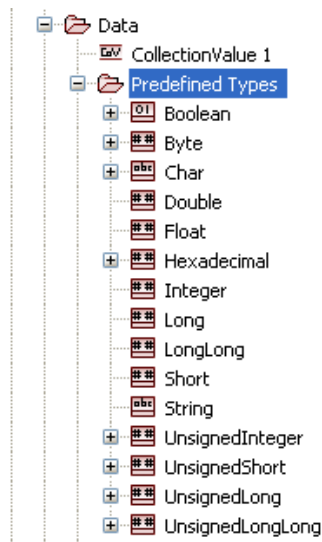 Data
CollectionValue 1
Predefined Types
Boolean
Byte
Char
Double
Float
Hexadecimal
Integer
Long
LongLong
Short
String
UnsignedInteger
UnsignedShort
UnsignedLong
UnsignedLongLong